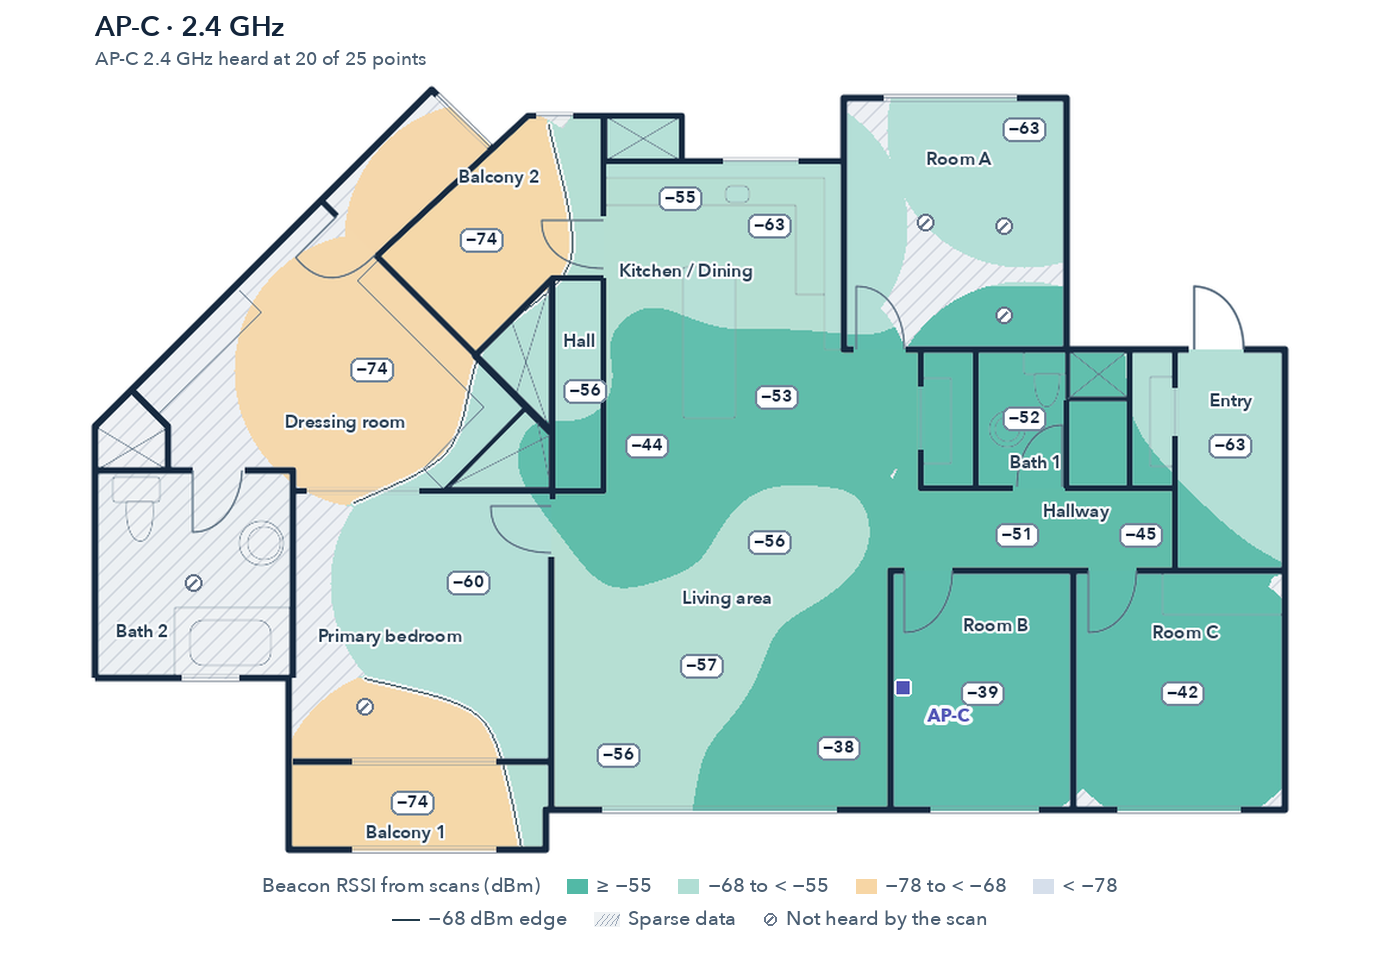 AP-C · 2.4 GHz
AP-C 2.4 GHz heard at 20 of 25 points
−63
Room A
Balcony 2
−55
−63
−74
Kitchen / Dining
Hall
−74
−56
−53
Entry
Dressing room
−52
−44
−63
Bath 1
Hallway
−51
−45
−56
−60
Living area
Room B
Bath 2
Primary bedroom
Room C
−57
−39
−42
AP-C
−56
−38
−74
Balcony 1
Beacon RSSI from scans (dBm)
≥ −55
−68 to < −55
−78 to < −68
< −78
−68 dBm edge
Sparse data
Not heard by the scan